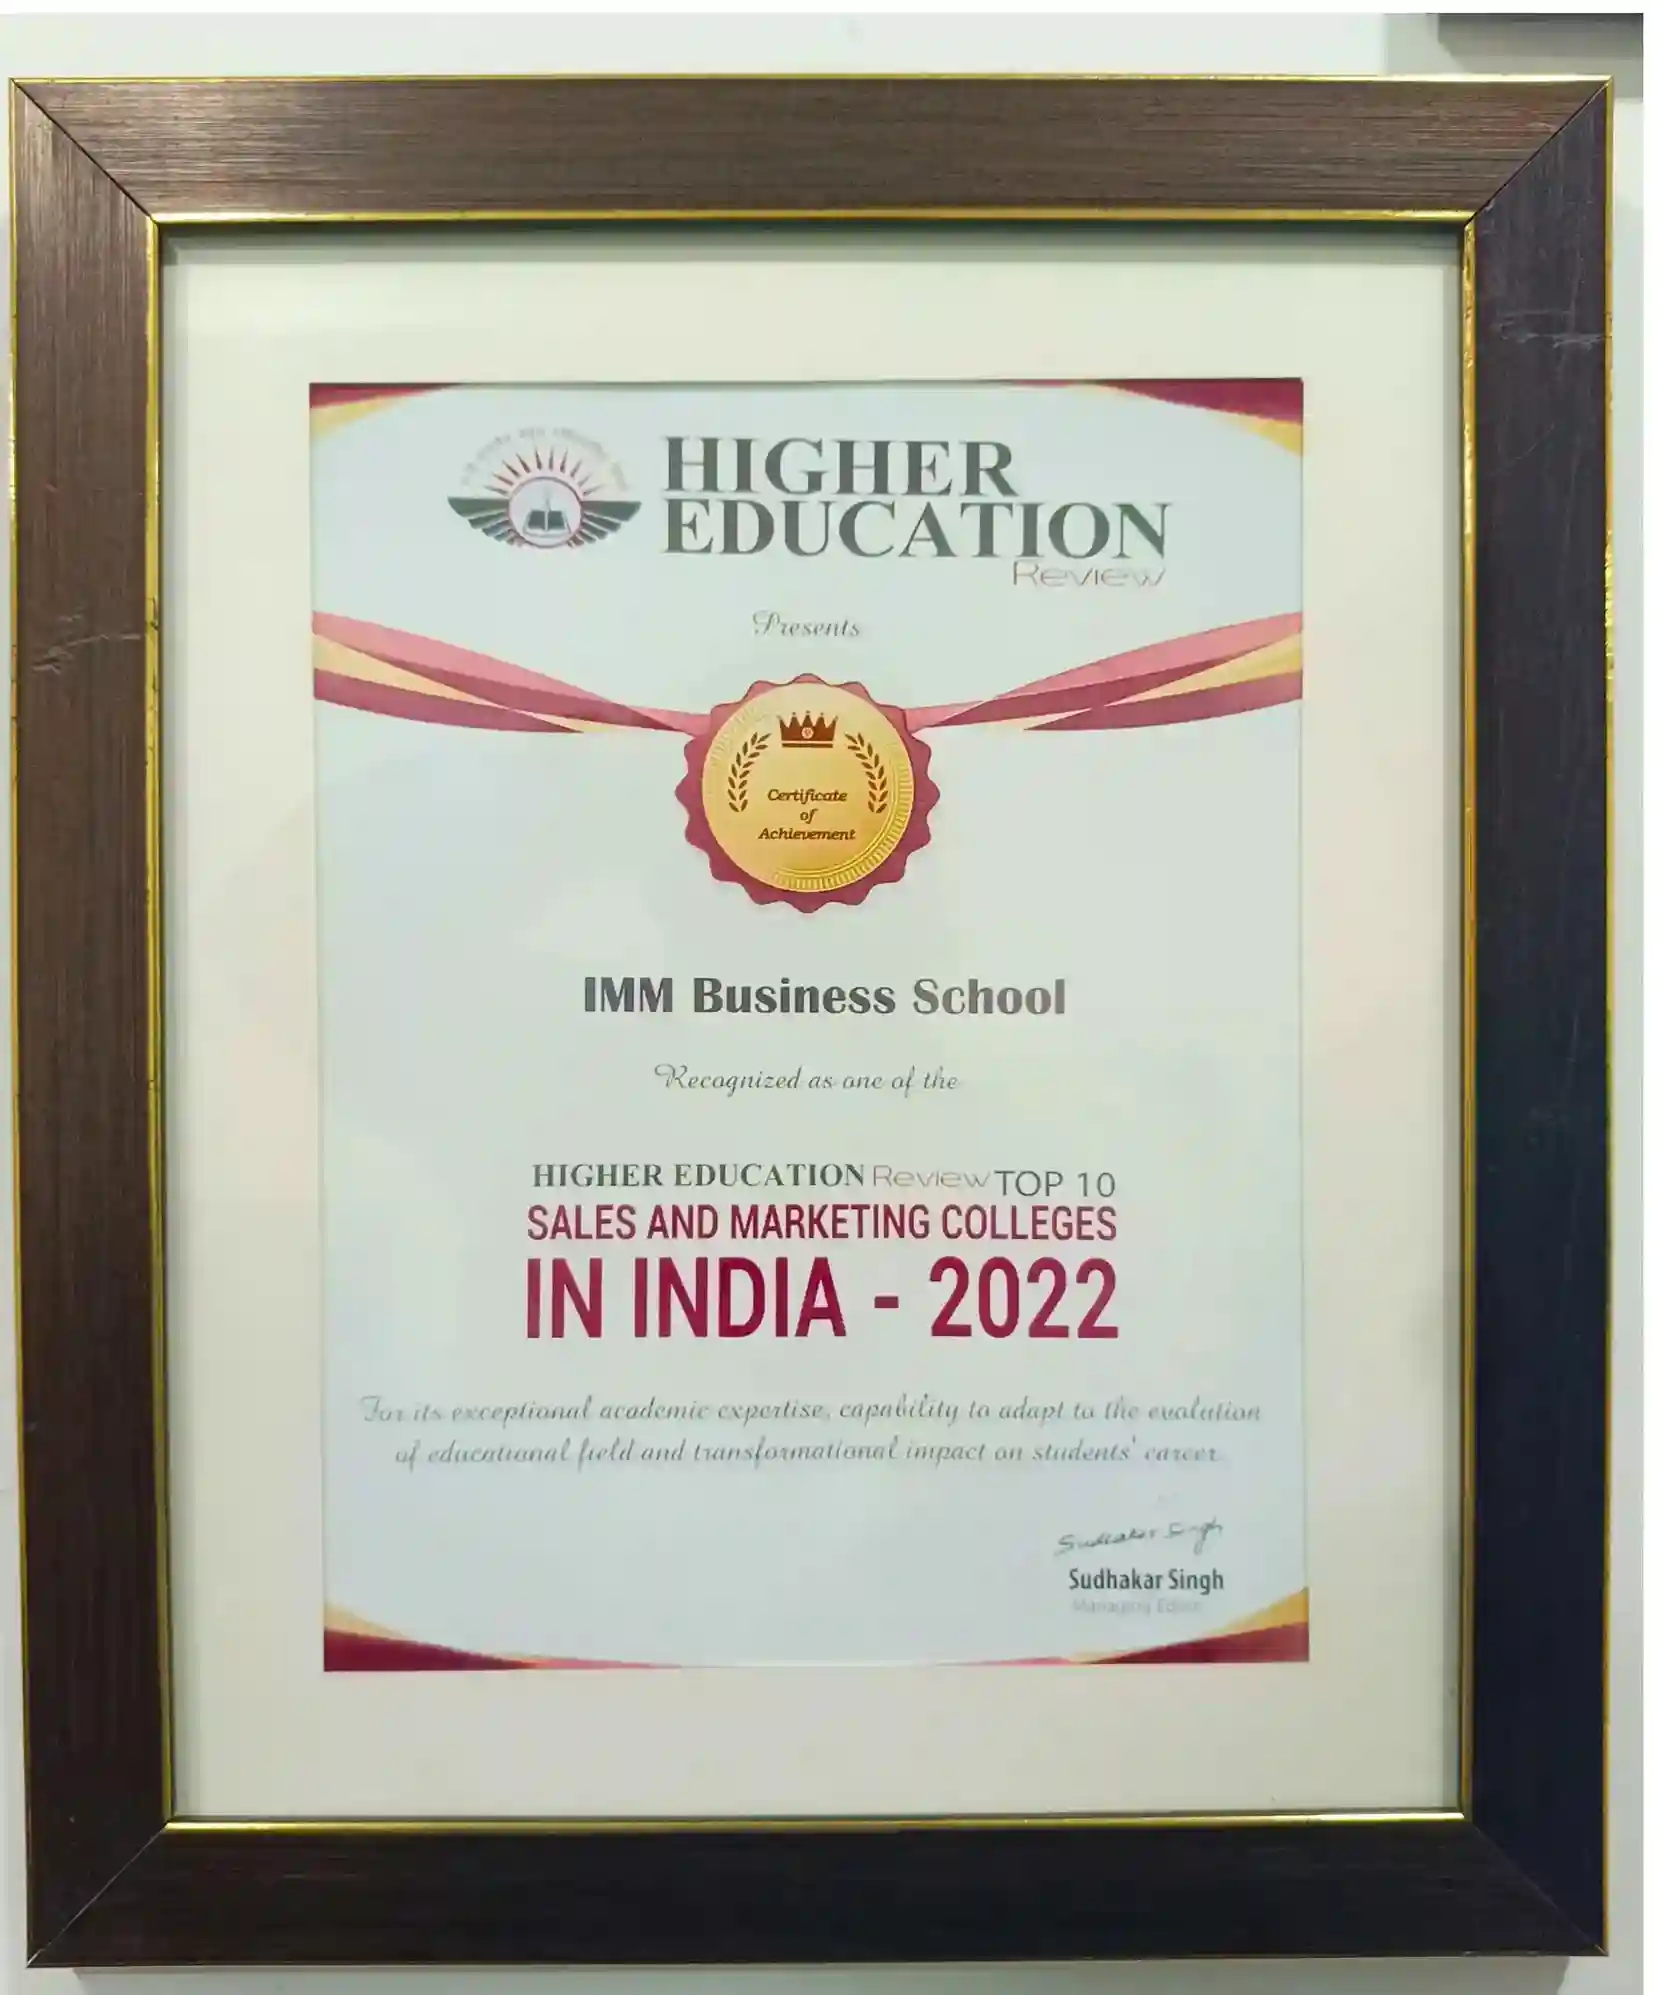 HIGHER
EDUCATION
Review
Presents
Certificate
of
Achievement
IMM Business School
Recognized as one of the
HIGHER EDUCATION Review TOP 10
SALES AND MARKETING COLLEGES
IN INDIA - 2022
For its exceptional academic expertise, capability to adapt to the evolution
of educational field and transformational impact on students' career.
Sudhakar Singh
Sudhakar Singh
Managing Editor